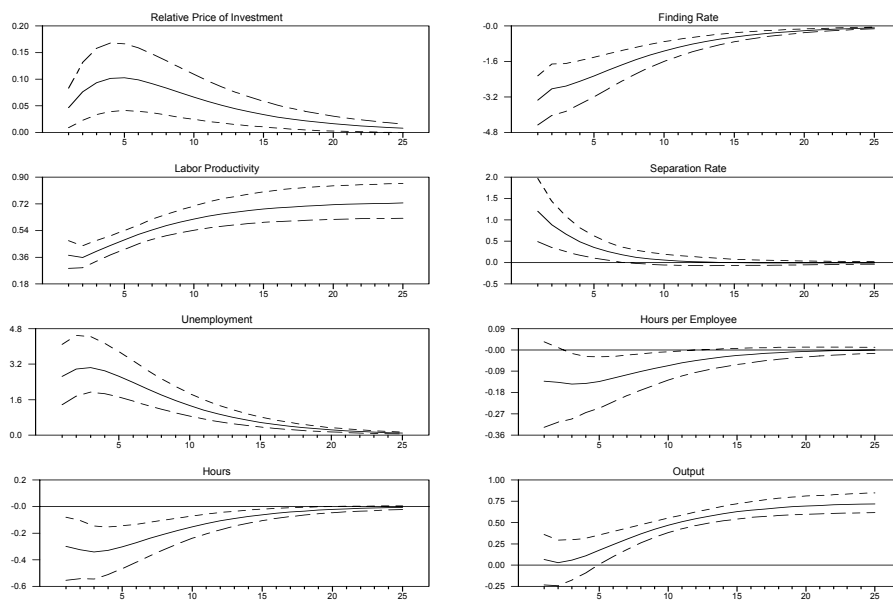 Relative Price of Investment
0.20
0.15
0.10
0.05
0.00
5 10 15 20 25
Finding Rate
-0.0
-1.6
-3.2
-4.8
5 10 15 20 25
Labor Productivity
0.90
0.72
0.54
0.36
0.18
5 10 15 20 25
Separation Rate
2.0
1.5
1.0
0.5
0.0
-0.5
5 10 15 20 25
Unemployment
4.8
3.2
1.6
0.0
5 10 15 20 25
Hours per Employee
0.09
-0.00
-0.09
-0.18
-0.27
-0.36
5 10 15 20 25
Hours
0.2
-0.0
-0.2
-0.4
-0.6
5 10 15 20 25
Output
1.00
0.75
0.50
0.25
0.00
-0.25
5 10 15 20 25